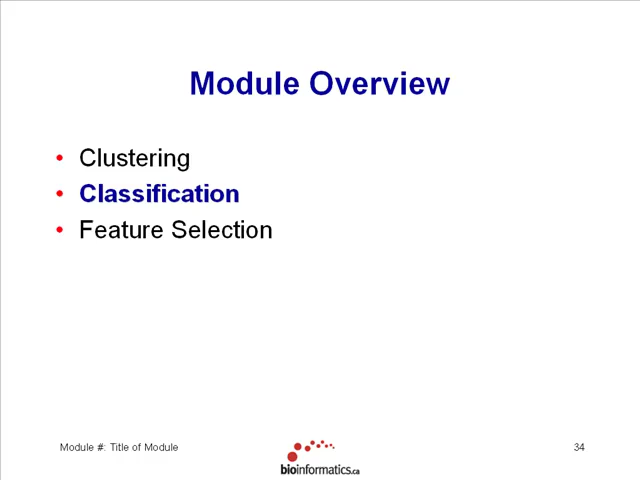 Module Overview
• Clustering
• Classification
• Feature Selection
Module #: Title of Module
bioinformatics.ca
34